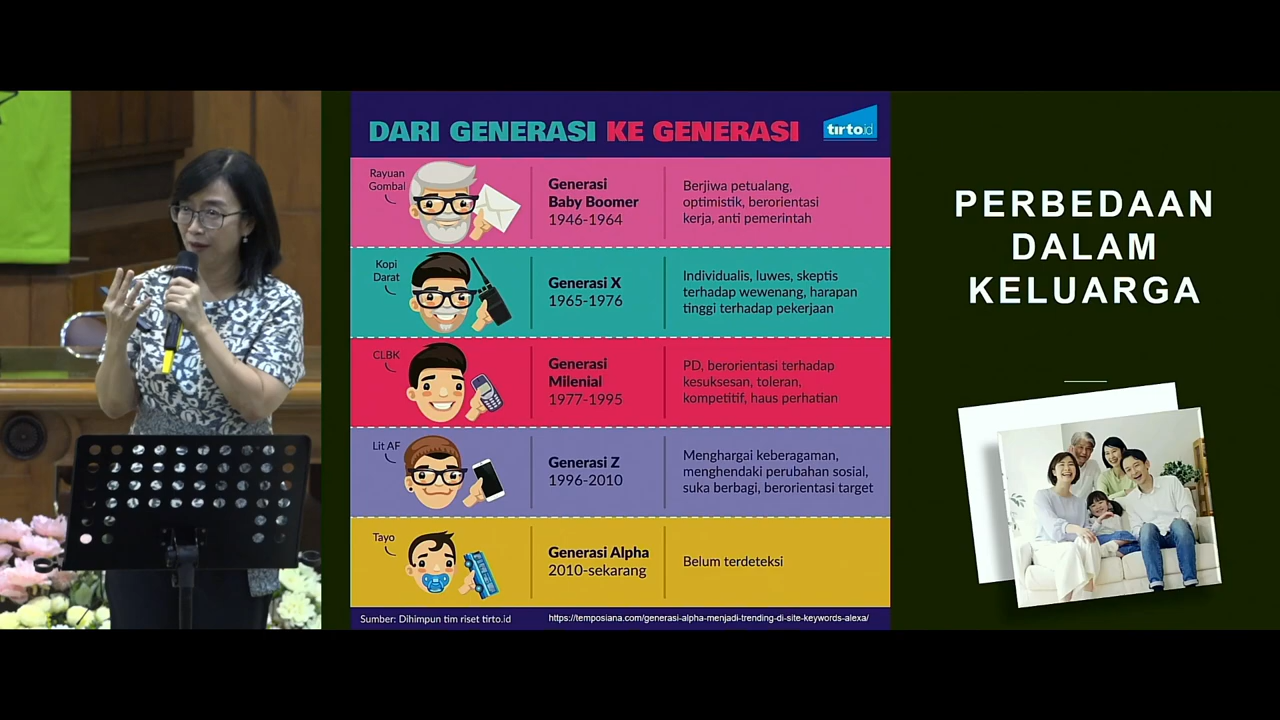 DARI GENERASI KE GENERASI
tirto.id
Rayuan
Gombal
Generasi
Baby Boomer
1946-1964
Berjiwa petualang,
optimistik, berorientasi
kerja, anti pemerintah
Kopi
Darat
Generasi X
1965-1976
Individualis, luwes, skeptis
terhadap wewenang, harapan
tinggi terhadap pekerjaan
CLBK
Generasi
Milenial
1977-1995
PD, berorientasi terhadap
kesuksesan, toleran,
kompetitif, haus perhatian
Lit AF
Generasi Z
1996-2010
Menghargai keberagaman,
menghendaki perubahan sosial,
suka berbagi, berorientasi target
Tayo
Generasi Alpha
2010-sekarang
Belum terdeteksi
Sumber: Dihimpun tim riset tirto.id
https://temposiana.com/generasi-alpha-menjadi-trending-di-site-keywords-alexa/
PERBEDAAN
DALAM
KELUARGA